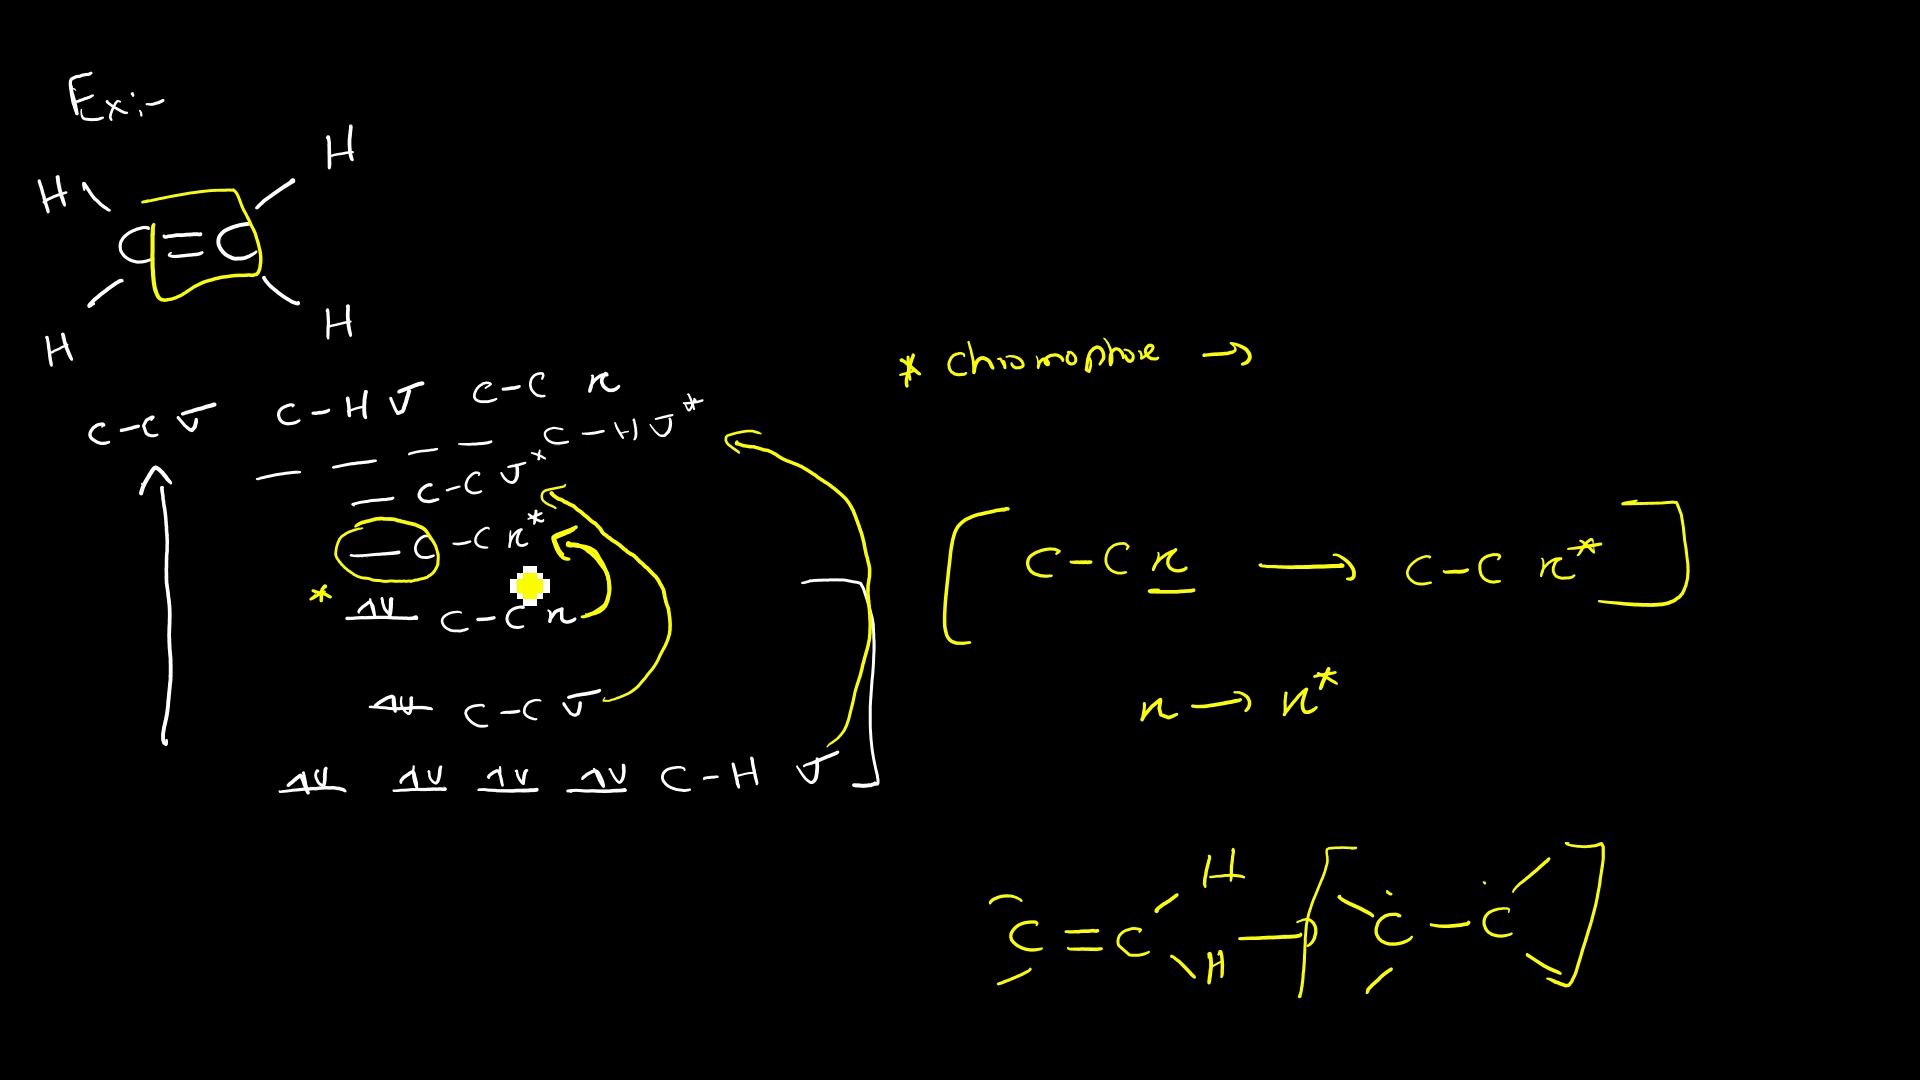 Ex:-
H H
C=C
H H
* chromophore →
C-C σ C-H σ C-C π
C-H σ*
C-C σ*
C-C π*
* C-C π
[ C-C π → C-C π* ]
π → π*
C-C σ
C-H σ
H
C=C → [ Ċ-Ċ ]
H